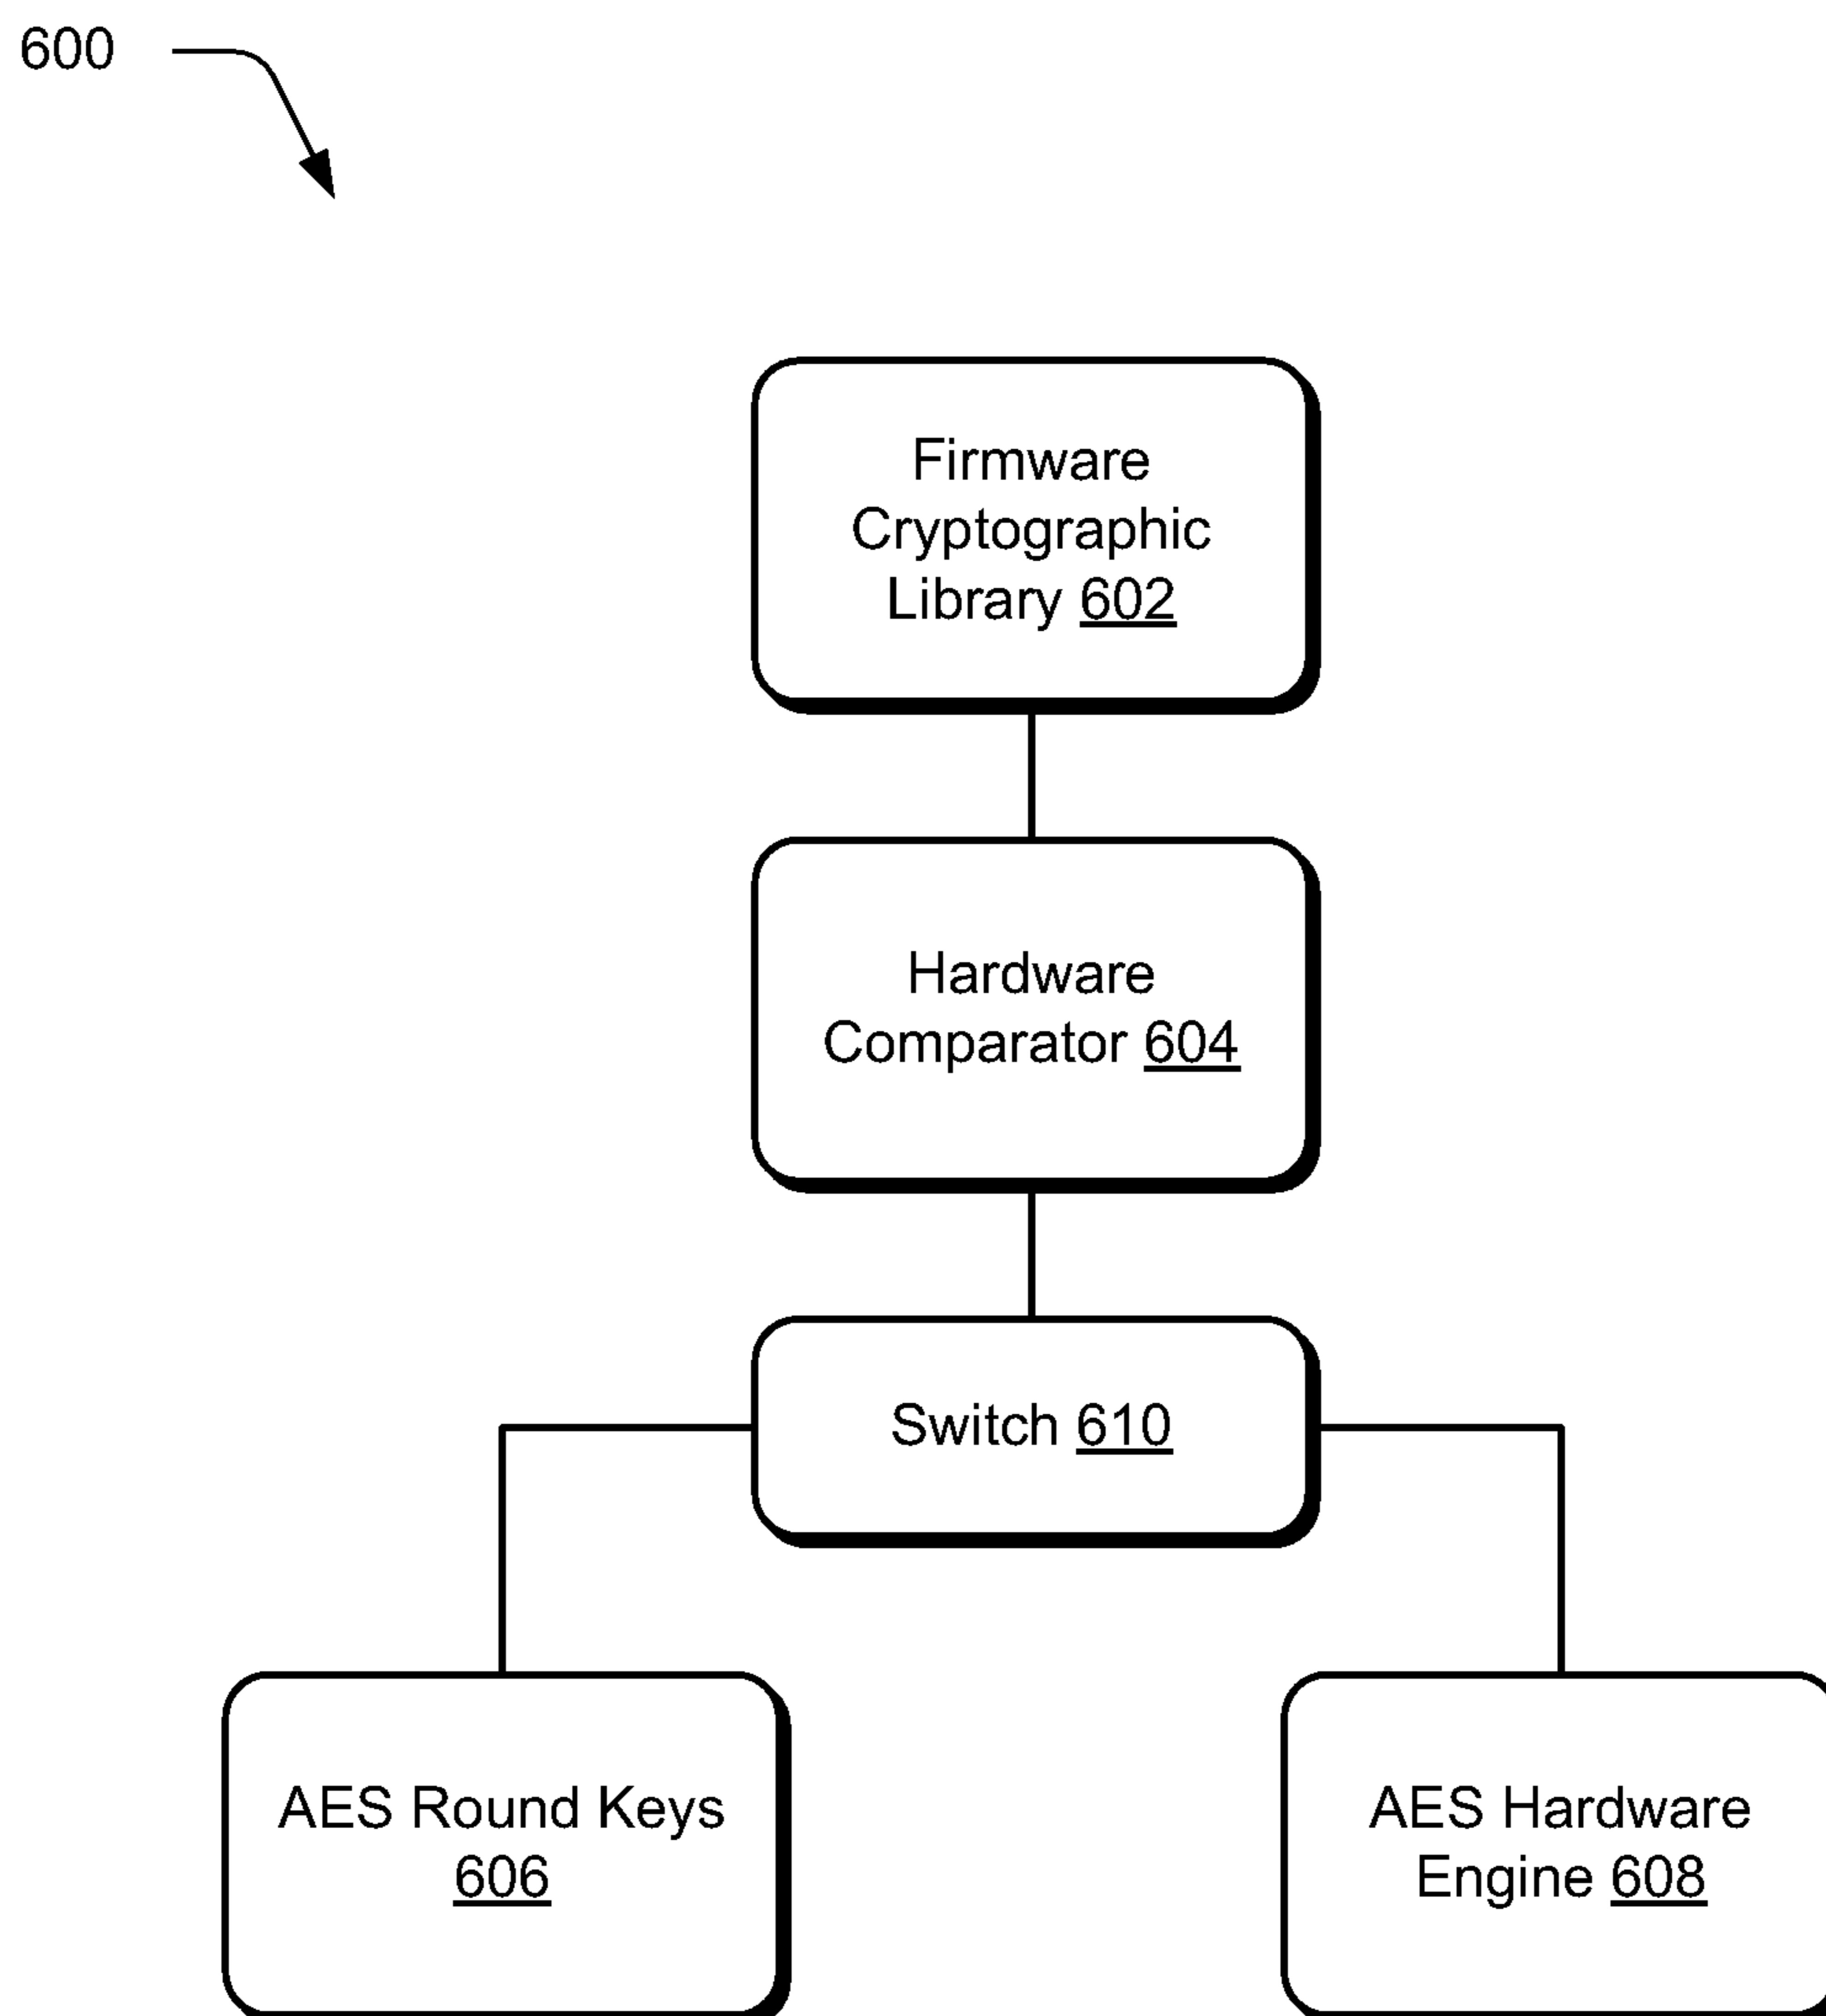 600
Firmware
Cryptographic
Library 602
Hardware
Comparator 604
Switch 610
AES Round Keys
606
AES Hardware
Engine 608